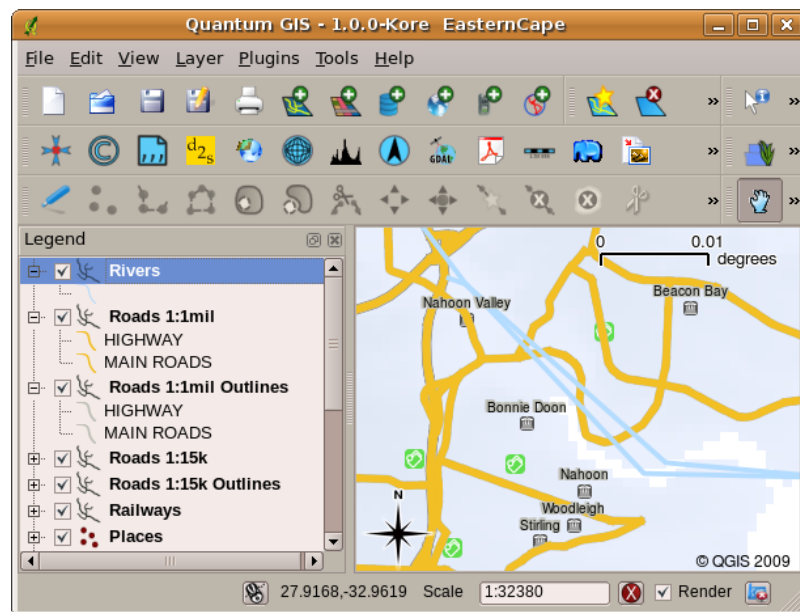 Quantum GIS - 1.0.0-Kore EasternCape
File Edit View Layer Plugins Tools Help
d2s
GDAL
Legend
Rivers
Roads 1:1mil
HIGHWAY
MAIN ROADS
Roads 1:1mil Outlines
HIGHWAY
MAIN ROADS
Roads 1:15k
Roads 1:15k Outlines
Railways
Places
0 0.01
degrees
Nahoon Valley
Beacon Bay
Bonnie Doon
Nahoon
Woodleigh
Stirling
N
© QGIS 2009
27.9168,-32.9619 Scale 1:32380 Render